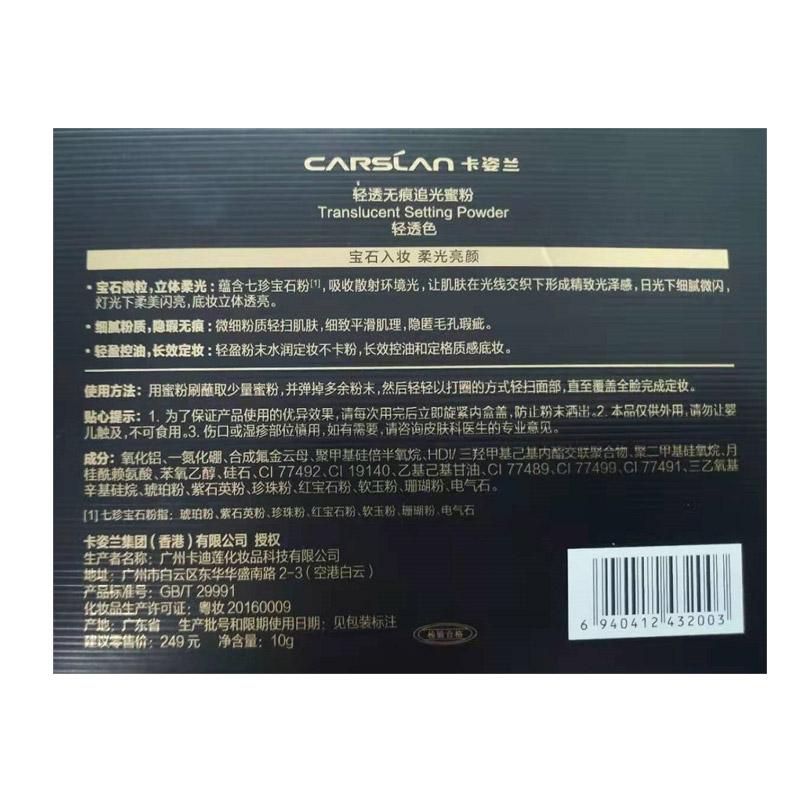 CARSLAN 卡姿兰
轻透无痕追光蜜粉
Translucent Setting Powder
轻透色
宝石入妆 柔光亮颜
· 宝石微粒，立体柔光：蕴含七珍宝石粉[1]，吸收散射环境光，让肌肤在光线交织下形成精致光泽感，日光下细腻微闪，
灯光下柔美闪亮，底妆立体透亮。
· 细腻粉质，隐瑕无痕：微细粉质轻扫肌肤，细致平滑肌理，隐匿毛孔瑕疵。
· 轻盈控油，长效定妆：轻盈粉末水润定妆不卡粉，长效控油和定格质感底妆。
使用方法：用蜜粉刷蘸取少量蜜粉，并弹掉多余粉末，然后轻轻以打圈的方式轻扫面部，直至覆盖全脸完成定妆。
贴心提示：1. 为了保证产品使用的优异效果，请每次用完后立即旋紧内盒盖，防止粉末洒出。2. 本品仅供外用，请勿让婴
儿触及，不可食用。3. 伤口或湿疹部位慎用，如有需要，请咨询皮肤科医生的专业意见。
成分：氧化铝、一氮化硼、合成氟金云母、聚甲基硅倍半氧烷、HDI/三羟甲基己基内酯交联聚合物、聚二甲基硅氧烷、月
桂酰赖氨酸、苯氧乙醇、硅石、CI 77492、CI 19140、乙基己基甘油、CI 77489、CI 77499、CI 77491、三乙氧基
辛基硅烷、琥珀粉、紫石英粉、珍珠粉、红宝石粉、软玉粉、珊瑚粉、电气石。
[1] 七珍宝石粉指：琥珀粉、紫石英粉、珍珠粉、红宝石粉、软玉粉、珊瑚粉、电气石
卡姿兰集团（香港）有限公司 授权
生产者名称：广州卡迪莲化妆品科技有限公司
地址：广州市白云区东华华盛南路 2-3（空港白云）
产品标准号：GB/T 29991
化妆品生产许可证：粤妆 20160009
产地：广东省 生产批号和限期使用日期：见包装标注
建议零售价：249 元 净含量：10g
检验合格
6 940412 432003